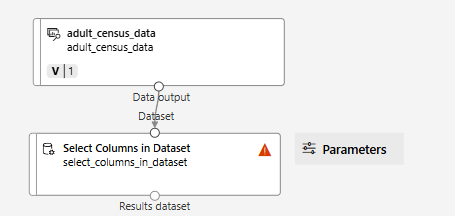 adult_census_data
adult_census_data
V | 1
Data output
Dataset
Select Columns in Dataset
select_columns_in_dataset
Parameters
Results dataset